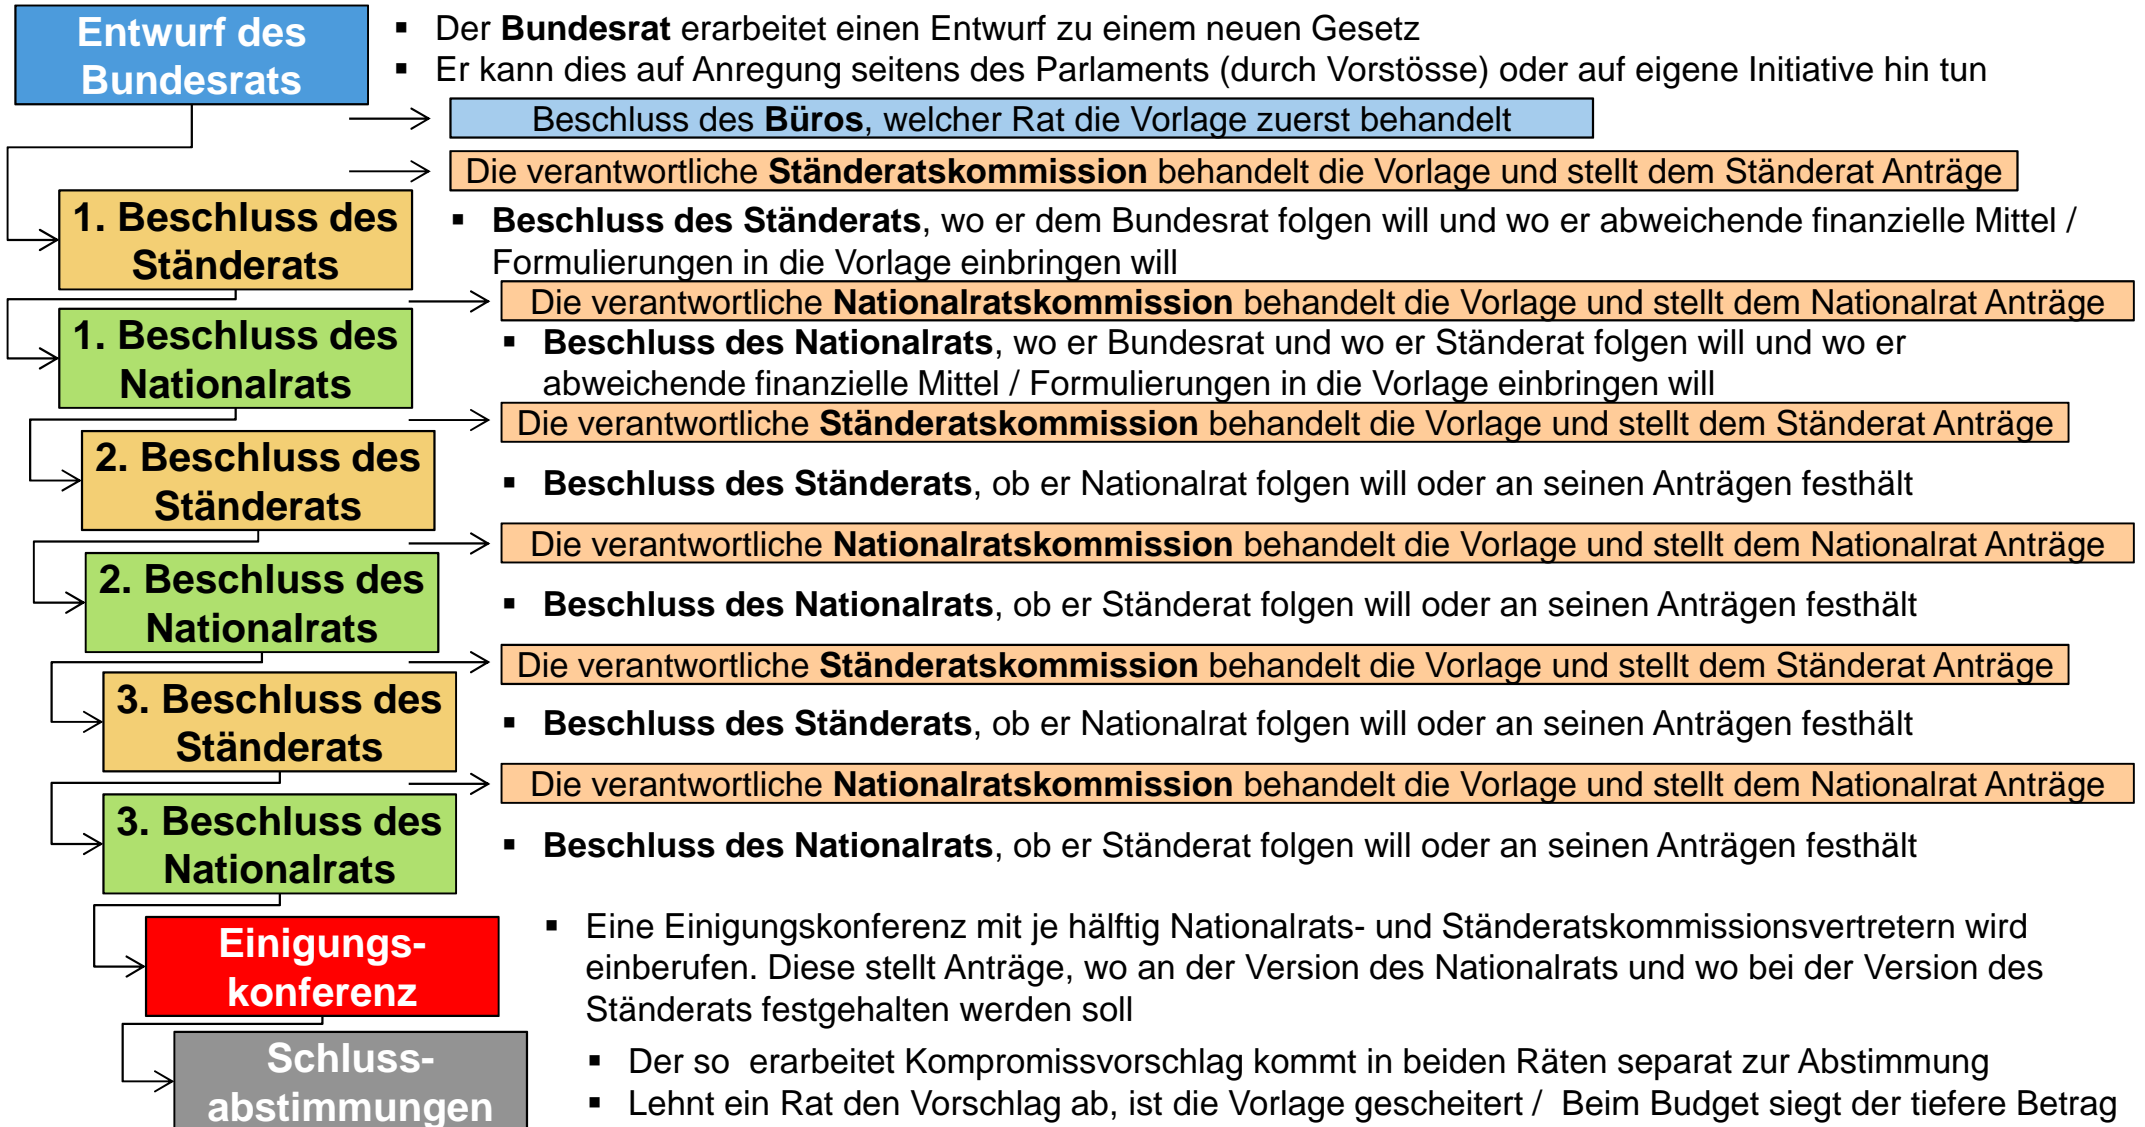 Entwurf des
Bundesrats
▪ Der Bundesrat erarbeitet einen Entwurf zu einem neuen Gesetz
▪ Er kann dies auf Anregung seitens des Parlaments (durch Vorstösse) oder auf eigene Initiative hin tun
Beschluss des Büros, welcher Rat die Vorlage zuerst behandelt
Die verantwortliche Ständeratskommission behandelt die Vorlage und stellt dem Ständerat Anträge
1. Beschluss des
Ständerats
▪ Beschluss des Ständerats, wo er dem Bundesrat folgen will und wo er abweichende finanzielle Mittel /
Formulierungen in die Vorlage einbringen will
Die verantwortliche Nationalratskommission behandelt die Vorlage und stellt dem Nationalrat Anträge
1. Beschluss des
Nationalrats
▪ Beschluss des Nationalrats, wo er Bundesrat und wo er Ständerat folgen will und wo er
abweichende finanzielle Mittel / Formulierungen in die Vorlage einbringen will
Die verantwortliche Ständeratskommission behandelt die Vorlage und stellt dem Ständerat Anträge
2. Beschluss des
Ständerats
▪ Beschluss des Ständerats, ob er Nationalrat folgen will oder an seinen Anträgen festhält
Die verantwortliche Nationalratskommission behandelt die Vorlage und stellt dem Nationalrat Anträge
2. Beschluss des
Nationalrats
▪ Beschluss des Nationalrats, ob er Ständerat folgen will oder an seinen Anträgen festhält
Die verantwortliche Ständeratskommission behandelt die Vorlage und stellt dem Ständerat Anträge
3. Beschluss des
Ständerats
▪ Beschluss des Ständerats, ob er Nationalrat folgen will oder an seinen Anträgen festhält
Die verantwortliche Nationalratskommission behandelt die Vorlage und stellt dem Nationalrat Anträge
3. Beschluss des
Nationalrats
▪ Beschluss des Nationalrats, ob er Ständerat folgen will oder an seinen Anträgen festhält
Einigungs-
konferenz
▪ Eine Einigungskonferenz mit je hälftig Nationalrats- und Ständeratskommissionsvertretern wird
einberufen. Diese stellt Anträge, wo an der Version des Nationalrats und wo bei der Version des
Ständerats festgehalten werden soll
Schluss-
abstimmungen
▪ Der so erarbeitet Kompromissvorschlag kommt in beiden Räten separat zur Abstimmung
▪ Lehnt ein Rat den Vorschlag ab, ist die Vorlage gescheitert / Beim Budget siegt der tiefere Betrag